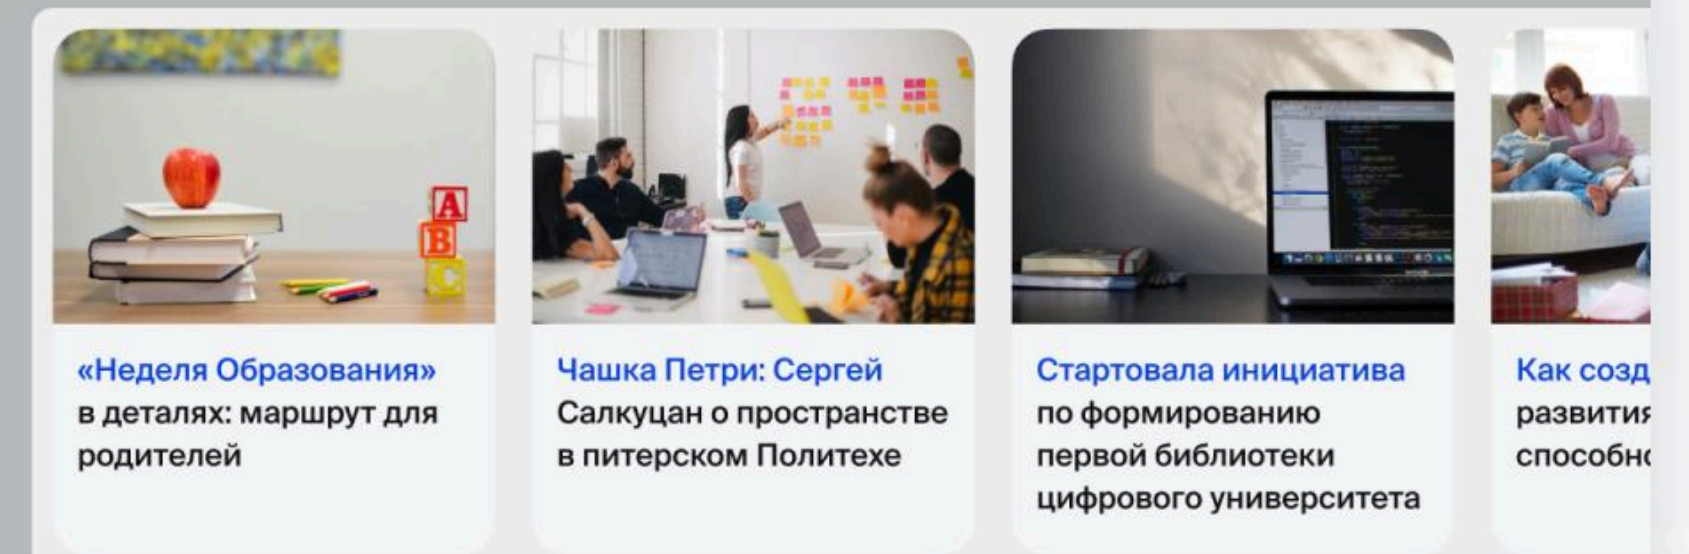 A
B
C
«Неделя Образования»
в деталях: маршрут для
родителей
Чашка Петри: Сергей
Салкуцан о пространстве
в питерском Политехе
Стартовала инициатива
по формированию
первой библиотеки
цифрового университета
Как